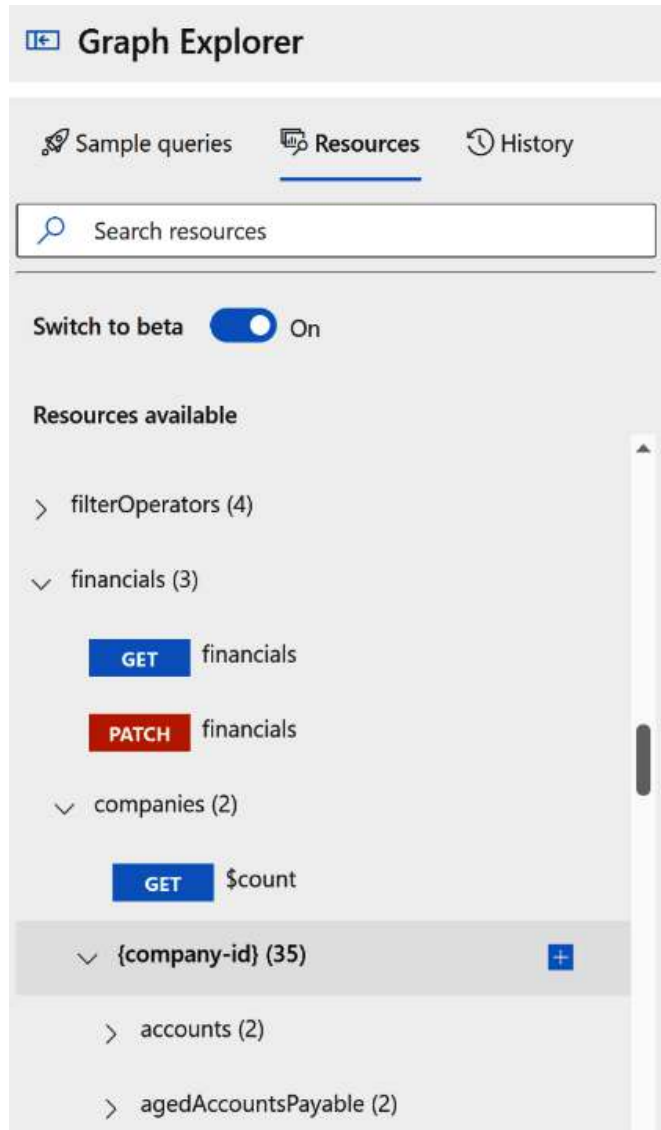 Graph Explorer
Sample queries Resources History
Search resources
Switch to beta On
Resources available
filterOperators (4)
financials (3)
GET financials
PATCH financials
companies (2)
GET $count
{company-id} (35)
accounts (2)
agedAccountsPayable (2)